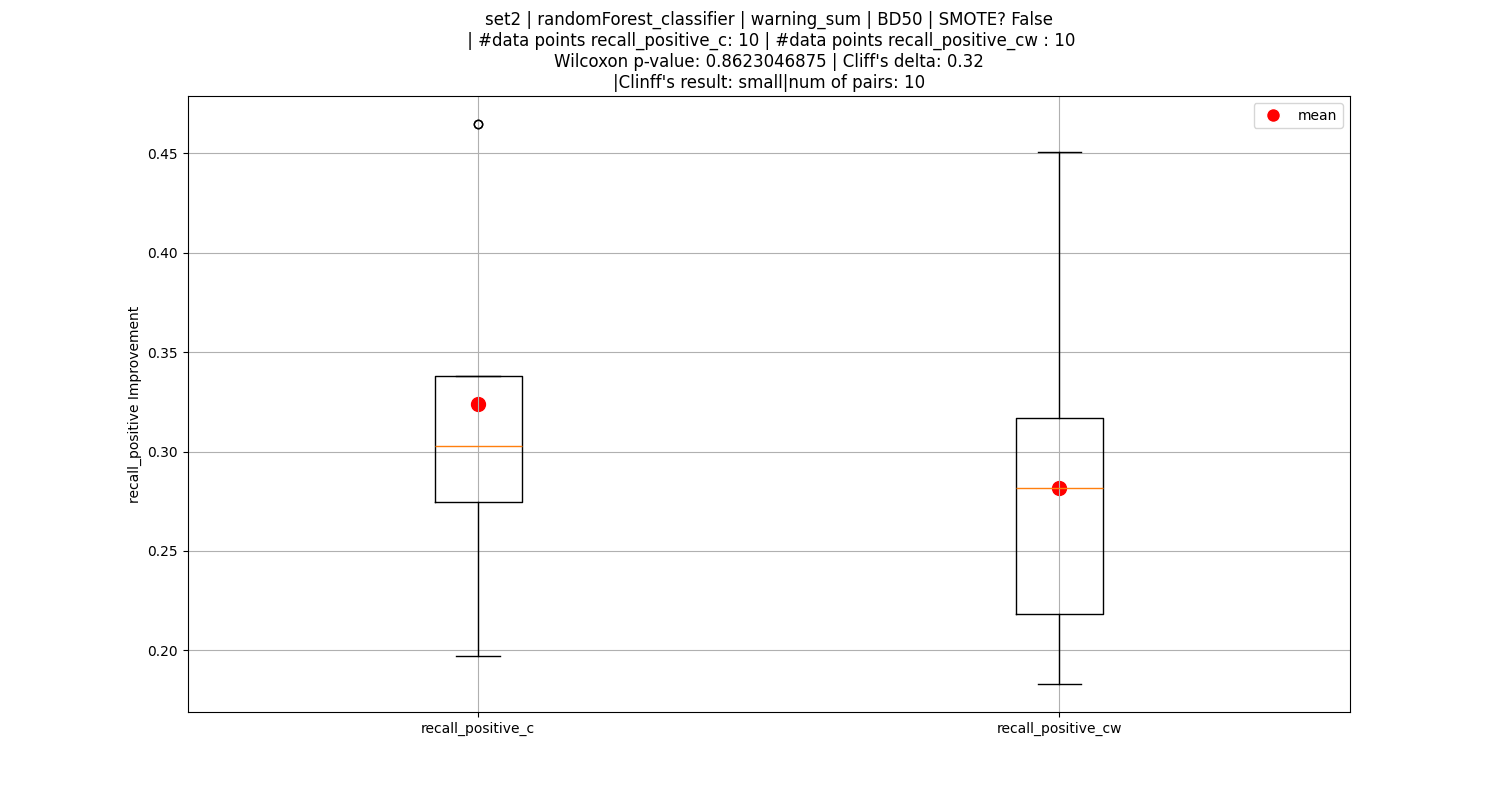 set2 | randomForest_classifier | warning_sum | BD50 | SMOTE? False
| #data points recall_positive_c: 10 | #data points recall_positive_cw : 10
Wilcoxon p-value: 0.8623046875 | Cliff's delta: 0.32
|Clinff's result: small|num of pairs: 10
mean
0.45
0.40
0.35
0.30
0.25
0.20
recall_positive Improvement
recall_positive_c
recall_positive_cw